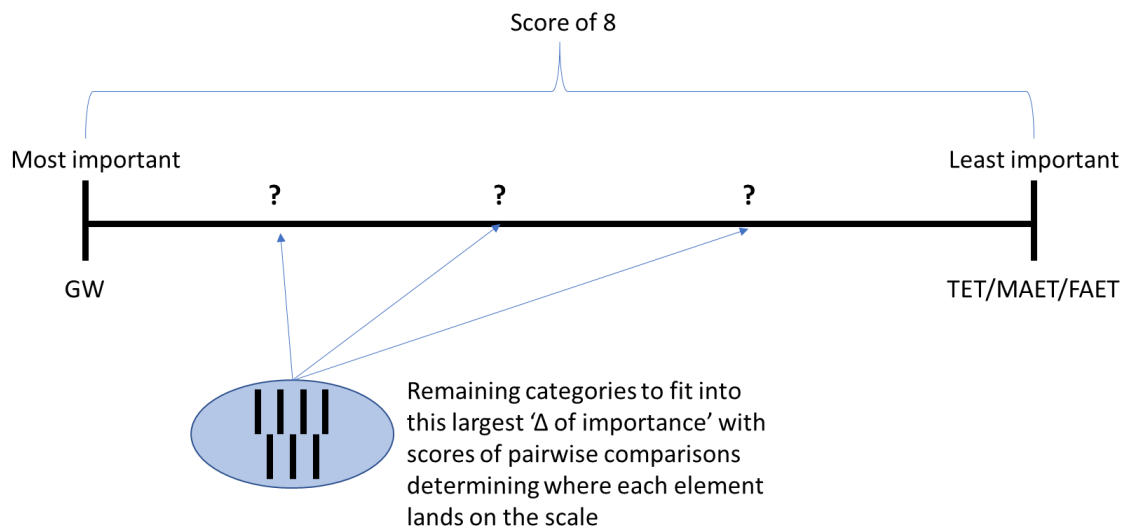 Score of 8
Most important
Least important
?
?
?
GW
TET/MAET/FAET
Remaining categories to fit into
this largest ‘Δ of importance’ with
scores of pairwise comparisons
determining where each element
lands on the scale